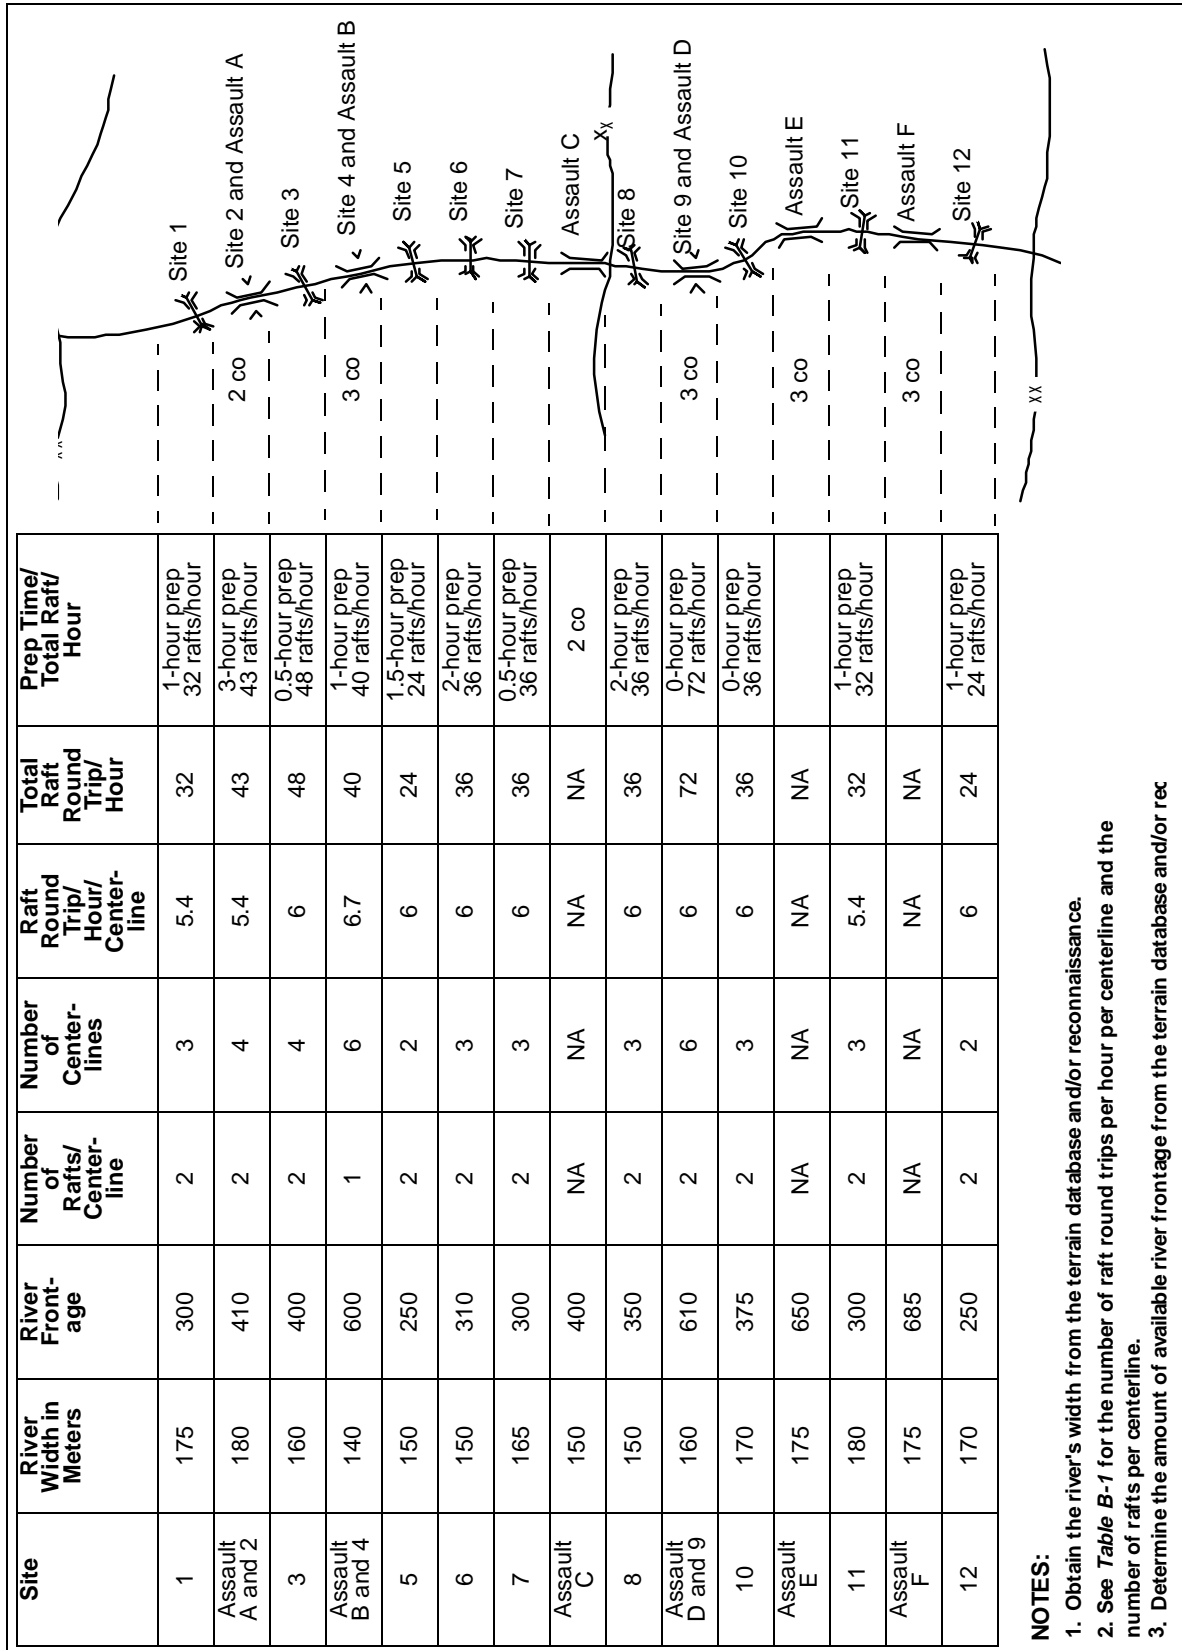 Site
River
Width in
Meters
River
Front-
age
Number
of
Rafts/
Center-
line
Number
of
Center-
lines
Raft
Round
Trip/
Hour/
Center-
line
Total
Raft
Round
Trip/
Hour
Prep Time/
Total Raft/
Hour
1 175 300 2 3 5.4 32 1-hour prep
32 rafts/hour
Site 1
Assault
A and 2 180 410 2 4 5.4 43 3-hour prep
43 rafts/hour
2 co
Site 2 and Assault A
3 160 400 2 4 6 48 0.5-hour prep
48 rafts/hour
Site 3
Assault
B and 4 140 600 1 6 6.7 40 1-hour prep
40 rafts/hour
3 co
Site 4 and Assault B
5 150 250 2 2 6 24 1.5-hour prep
24 rafts/hour
Site 5
6 150 310 2 3 6 36 2-hour prep
36 rafts/hour
Site 6
7 165 300 2 3 6 36 0.5-hour prep
36 rafts/hour
Site 7
Assault
C 150 400 NA NA NA NA 2 co
Assault C
XX
8 150 350 2 3 6 36 2-hour prep
36 rafts/hour
Site 8
Assault
D and 9 160 610 2 6 6 72 0-hour prep
72 rafts/hour
3 co
Site 9 and Assault D
10 170 375 2 3 6 36 0-hour prep
36 rafts/hour
Site 10
Assault
E 175 650 NA NA NA NA
3 co
Assault E
11 180 300 2 3 5.4 32 1-hour prep
32 rafts/hour
Site 11
Assault
F 175 685 NA NA NA NA
3 co
Assault F
12 170 250 2 2 6 24 1-hour prep
24 rafts/hour
Site 12
XX
NOTES:
1. Obtain the river's width from the terrain database and/or reconnaissance.
2. See Table B-1 for the number of raft round trips per hour per centerline and the
number of rafts per centerline.
3. Determine the amount of available river frontage from the terrain database and/or rec